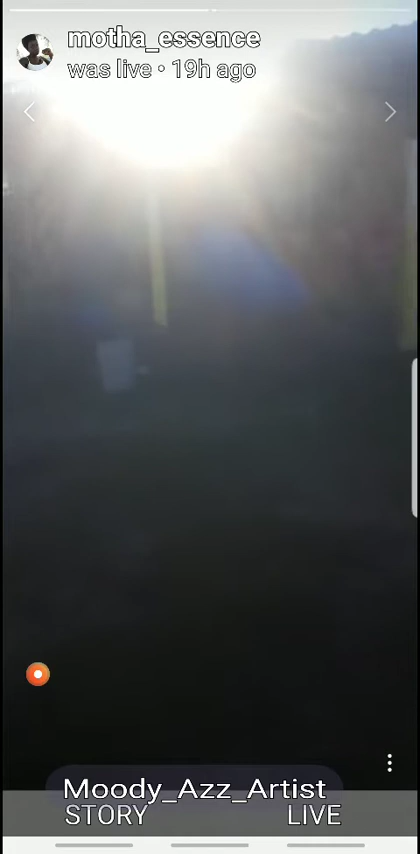 motha_essence
was live • 19h ago
Moody_Azz_Artist
STORY LIVE